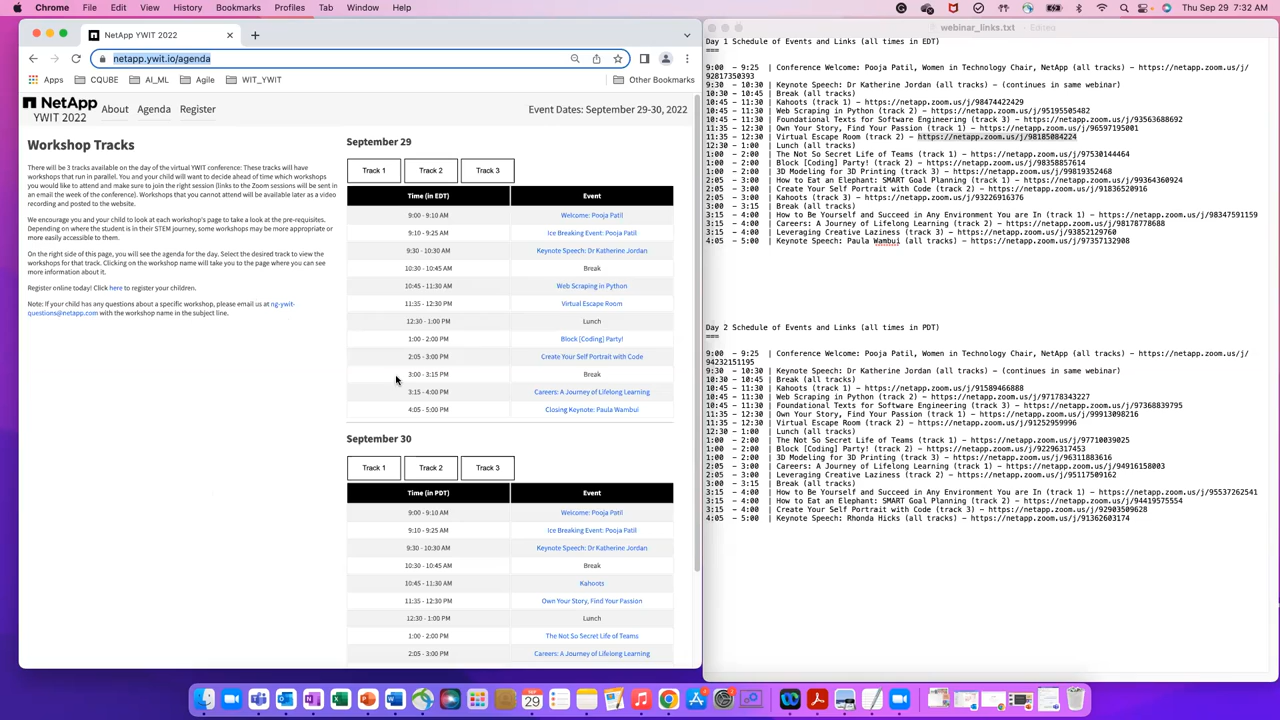 Chrome File Edit View History Bookmarks Profiles Tab Window Help
Thu Sep 29 7:32 AM
NetApp YWIT 2022
netapp.ywit.io/agenda
Apps CQUBE AI_ML Agile WIT_YWIT Other Bookmarks
NetApp
YWIT 2022
About Agenda Register
Event Dates: September 29-30, 2022
Workshop Tracks
There will be 3 tracks available on the day of the virtual YWIT conference: These tracks will have
workshops that run in parallel. You and your child will want to decide ahead of time which workshops
you would like to attend and make sure to join the right session (links to the Zoom sessions will be sent in
an email the week of the conference). Workshops that you cannot attend will be available later as a video
recording and posted to the website.
We encourage you and your child to look at each workshop's page to take a look at the pre-requisites.
Depending on where the student is in their STEM journey, some workshops may be more appropriate or
more easily accessible to them.
On the right side of this page, you will see the agenda for the day. Select the desired track to view the
workshops for that track. Clicking on the workshop name will take you to the page where you can see
more information about it.
Register online today! Click here to register your children.
Note: If your child has any questions about a specific workshop, please email us at ng-ywit-
questions@netapp.com with the workshop name in the subject line.
September 29
Track 1 Track 2 Track 3
Time (in EDT) Event
9:00 - 9:10 AM Welcome: Pooja Patil
9:10 - 9:25 AM Ice Breaking Event: Pooja Patil
9:30 - 10:30 AM Keynote Speech: Dr Katherine Jordan
10:30 - 10:45 AM Break
10:45 - 11:30 AM Web Scraping in Python
11:35 - 12:30 PM Virtual Escape Room
12:30 - 1:00 PM Lunch
1:00 - 2:00 PM Block [Coding] Party!
2:05 - 3:00 PM Create Your Self Portrait with Code
3:00 - 3:15 PM Break
3:15 - 4:00 PM Careers: A Journey of Lifelong Learning
4:05 - 5:00 PM Closing Keynote: Paula Wambui
September 30
Track 1 Track 2 Track 3
Time (in PDT) Event
9:00 - 9:10 AM Welcome: Pooja Patil
9:10 - 9:25 AM Ice Breaking Event: Pooja Patil
9:30 - 10:30 AM Keynote Speech: Dr Katherine Jordan
10:30 - 10:45 AM Break
10:45 - 11:30 AM Kahoots
11:35 - 12:30 PM Own Your Story, Find Your Passion
12:30 - 1:00 PM Lunch
1:00 - 2:00 PM The Not So Secret Life of Teams
2:05 - 3:00 PM Careers: A Journey of Lifelong Learning
webinar_links.txt — Edited
Day 1 Schedule of Events and Links (all times in EDT)
===
9:00 - 9:25 | Conference Welcome: Pooja Patil, Women in Technology Chair, NetApp (all tracks) - https://netapp.zoom.us/j/
92817350393
9:30 - 10:30 | Keynote Speech: Dr Katherine Jordan (all tracks) - (continues in same webinar)
10:30 - 10:45 | Break (all tracks)
10:45 - 11:30 | Kahoots (track 1) - https://netapp.zoom.us/j/98474422429
10:45 - 11:30 | Web Scraping in Python (track 2) - https://netapp.zoom.us/j/95195505482
10:45 - 11:30 | Foundational Texts for Software Engineering (track 3) - https://netapp.zoom.us/j/93563688692
11:35 - 12:30 | Own Your Story, Find Your Passion (track 1) - https://netapp.zoom.us/j/96597195001
11:35 - 12:30 | Virtual Escape Room (track 2) - https://netapp.zoom.us/j/98185084224
12:30 - 1:00 | Lunch (all tracks)
1:00 - 2:00 | The Not So Secret Life of Teams (track 1) - https://netapp.zoom.us/j/97530144464
1:00 - 2:00 | Block [Coding] Party! (track 2) - https://netapp.zoom.us/j/98358857614
1:00 - 2:00 | 3D Modeling for 3D Printing (track 3) - https://netapp.zoom.us/j/99819352468
2:05 - 3:00 | How to Eat an Elephant: SMART Goal Planning (track 1) - https://netapp.zoom.us/j/99364360924
2:05 - 3:00 | Create Your Self Portrait with Code (track 2) - https://netapp.zoom.us/j/91836520916
2:05 - 3:00 | Kahoots (track 3) - https://netapp.zoom.us/j/93226916376
3:00 - 3:15 | Break (all tracks)
3:15 - 4:00 | How to Be Yourself and Succeed in Any Environment You are In (track 1) - https://netapp.zoom.us/j/98347591159
3:15 - 4:00 | Careers: A Journey of Lifelong Learning (track 2) - https://netapp.zoom.us/j/98178778688
3:15 - 4:00 | Leveraging Creative Laziness (track 3) - https://netapp.zoom.us/j/93852129760
4:05 - 5:00 | Keynote Speech: Paula Wambui (all tracks) - https://netapp.zoom.us/j/97357132908
Day 2 Schedule of Events and Links (all times in PDT)
===
9:00 - 9:25 | Conference Welcome: Pooja Patil, Women in Technology Chair, NetApp (all tracks) - https://netapp.zoom.us/j/
94232151195
9:30 - 10:30 | Keynote Speech: Dr Katherine Jordan (all tracks) - (continues in same webinar)
10:30 - 10:45 | Break (all tracks)
10:45 - 11:30 | Kahoots (track 1) - https://netapp.zoom.us/j/91589466888
10:45 - 11:30 | Web Scraping in Python (track 2) - https://netapp.zoom.us/j/97178343227
10:45 - 11:30 | Foundational Texts for Software Engineering (track 3) - https://netapp.zoom.us/j/97368839795
11:35 - 12:30 | Own Your Story, Find Your Passion (track 1) - https://netapp.zoom.us/j/99913098216
11:35 - 12:30 | Virtual Escape Room (track 2) - https://netapp.zoom.us/j/91252959996
12:30 - 1:00 | Lunch (all tracks)
1:00 - 2:00 | The Not So Secret Life of Teams (track 1) - https://netapp.zoom.us/j/97710039025
1:00 - 2:00 | Block [Coding] Party! (track 2) - https://netapp.zoom.us/j/92296317453
1:00 - 2:00 | 3D Modeling for 3D Printing (track 3) - https://netapp.zoom.us/j/96311883616
2:05 - 3:00 | Careers: A Journey of Lifelong Learning (track 1) - https://netapp.zoom.us/j/94916158003
2:05 - 3:00 | Leveraging Creative Laziness (track 2) - https://netapp.zoom.us/j/95117509162
3:00 - 3:15 | Break (all tracks)
3:15 - 4:00 | How to Be Yourself and Succeed in Any Environment You are In (track 1) - https://netapp.zoom.us/j/95537262541
3:15 - 4:00 | How to Eat an Elephant: SMART Goal Planning (track 2) - https://netapp.zoom.us/j/94419575554
3:15 - 4:00 | Create Your Self Portrait with Code (track 3) - https://netapp.zoom.us/j/92903509628
4:05 - 5:00 | Keynote Speech: Rhonda Hicks (all tracks) - https://netapp.zoom.us/j/91362603174